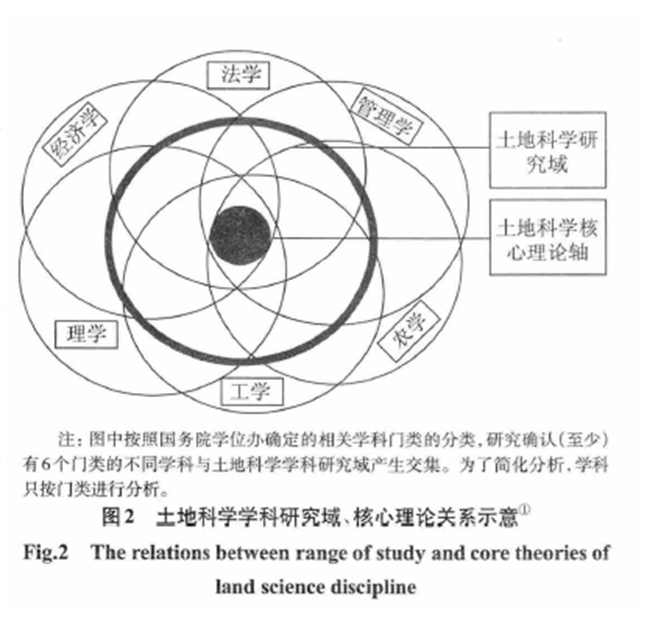 法学
经济学
管理学
土地科学研
究域
土地科学核
心理论轴
理学
农学
工学
注:图中按照国务院学位办确定的相关学科门类的分类,研究确认(至少)
有6个门类的不同学科与土地科学学科研究域产生交集。为了简化分析,学科
只按门类进行分析。
图2 土地科学学科研究域、核心理论关系示意①
Fig.2 The relations between range of study and core theories of
land science discipline